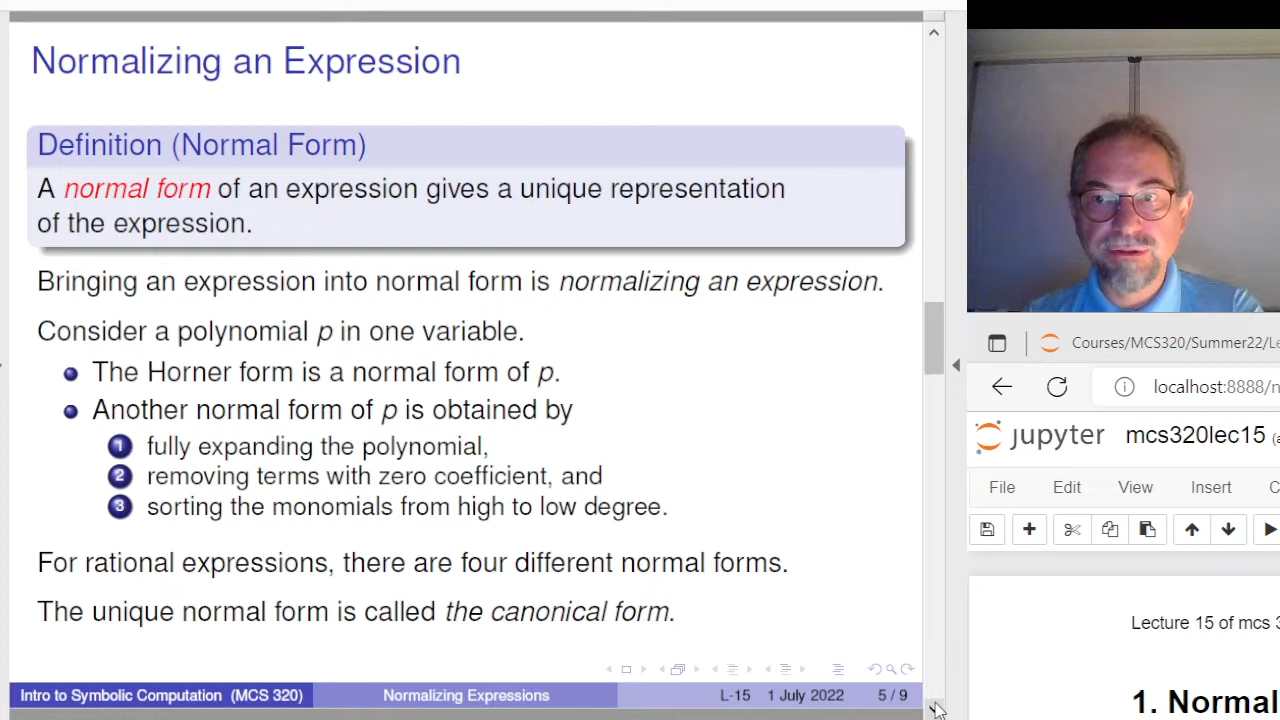 Normalizing an Expression
Definition (Normal Form)
A normal form of an expression gives a unique representation
of the expression.
Bringing an expression into normal form is normalizing an expression.
Consider a polynomial p in one variable.
The Horner form is a normal form of p.
Another normal form of p is obtained by
1 fully expanding the polynomial,
2 removing terms with zero coefficient, and
3 sorting the monomials from high to low degree.
For rational expressions, there are four different normal forms.
The unique normal form is called the canonical form.
Intro to Symbolic Computation (MCS 320) Normalizing Expressions L-15 1 July 2022 5 / 9
Courses/MCS320/Summer22/Le
localhost:8888/n
jupyter mcs320lec15 (a
File Edit View Insert C
Lecture 15 of mcs 3
1. Normal